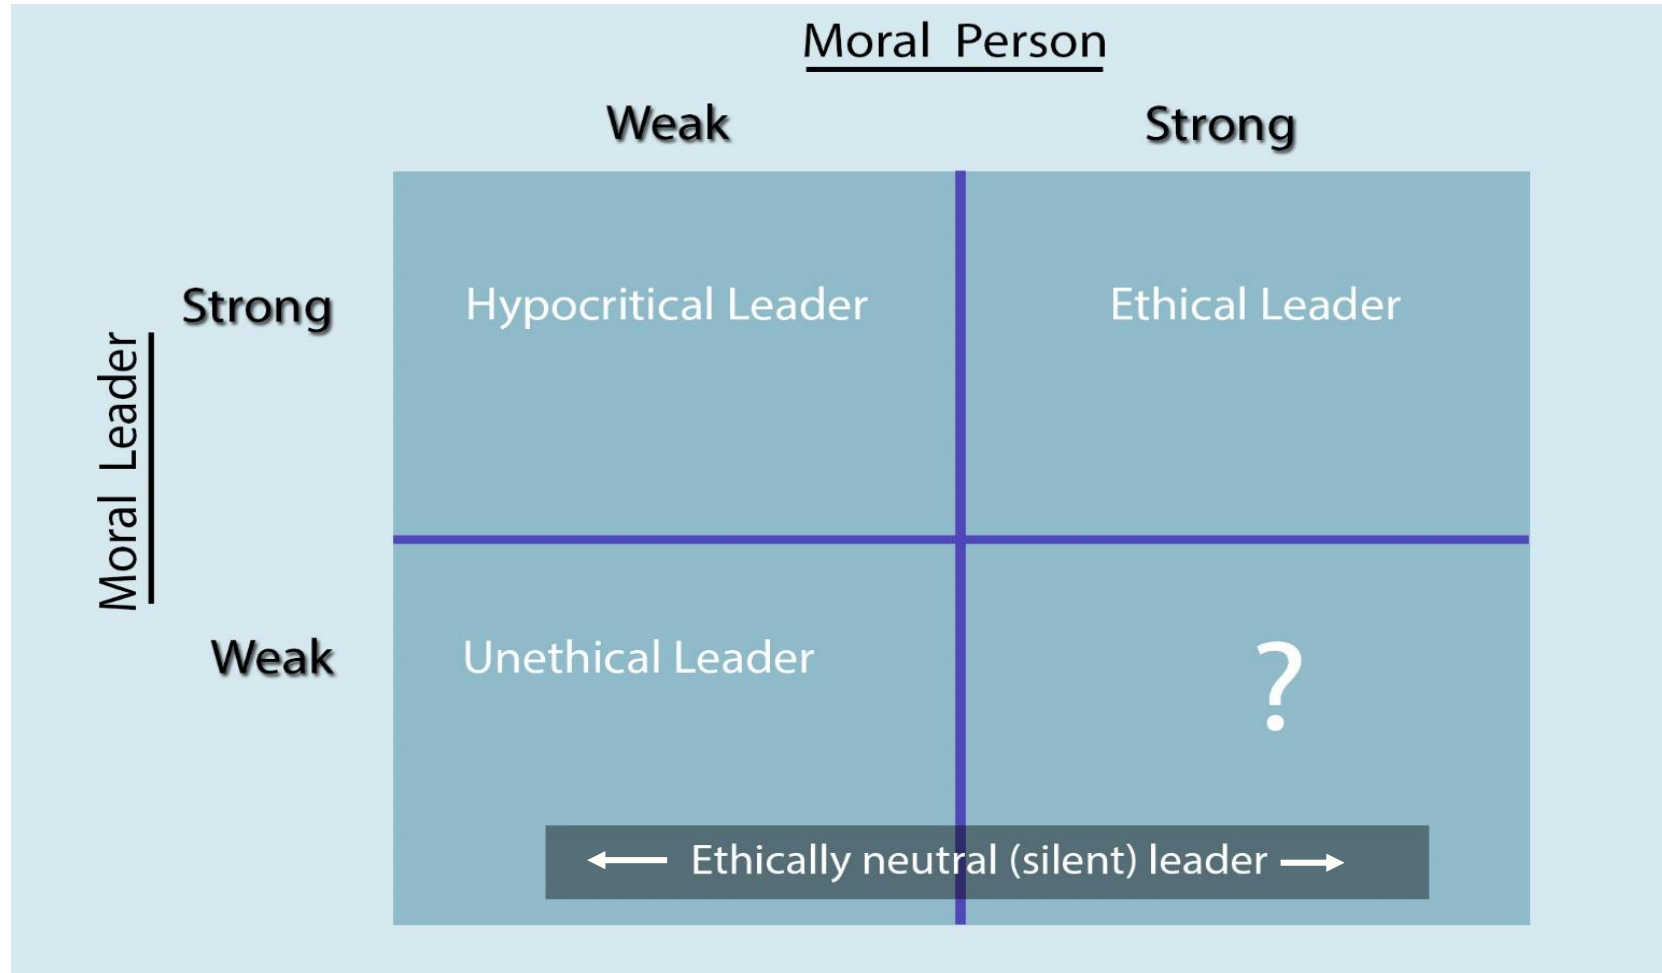 Moral Person
Weak
Strong
Strong
Hypocritical Leader
Ethical Leader
Moral Leader
Weak
Unethical Leader
?
Ethically neutral (silent) leader